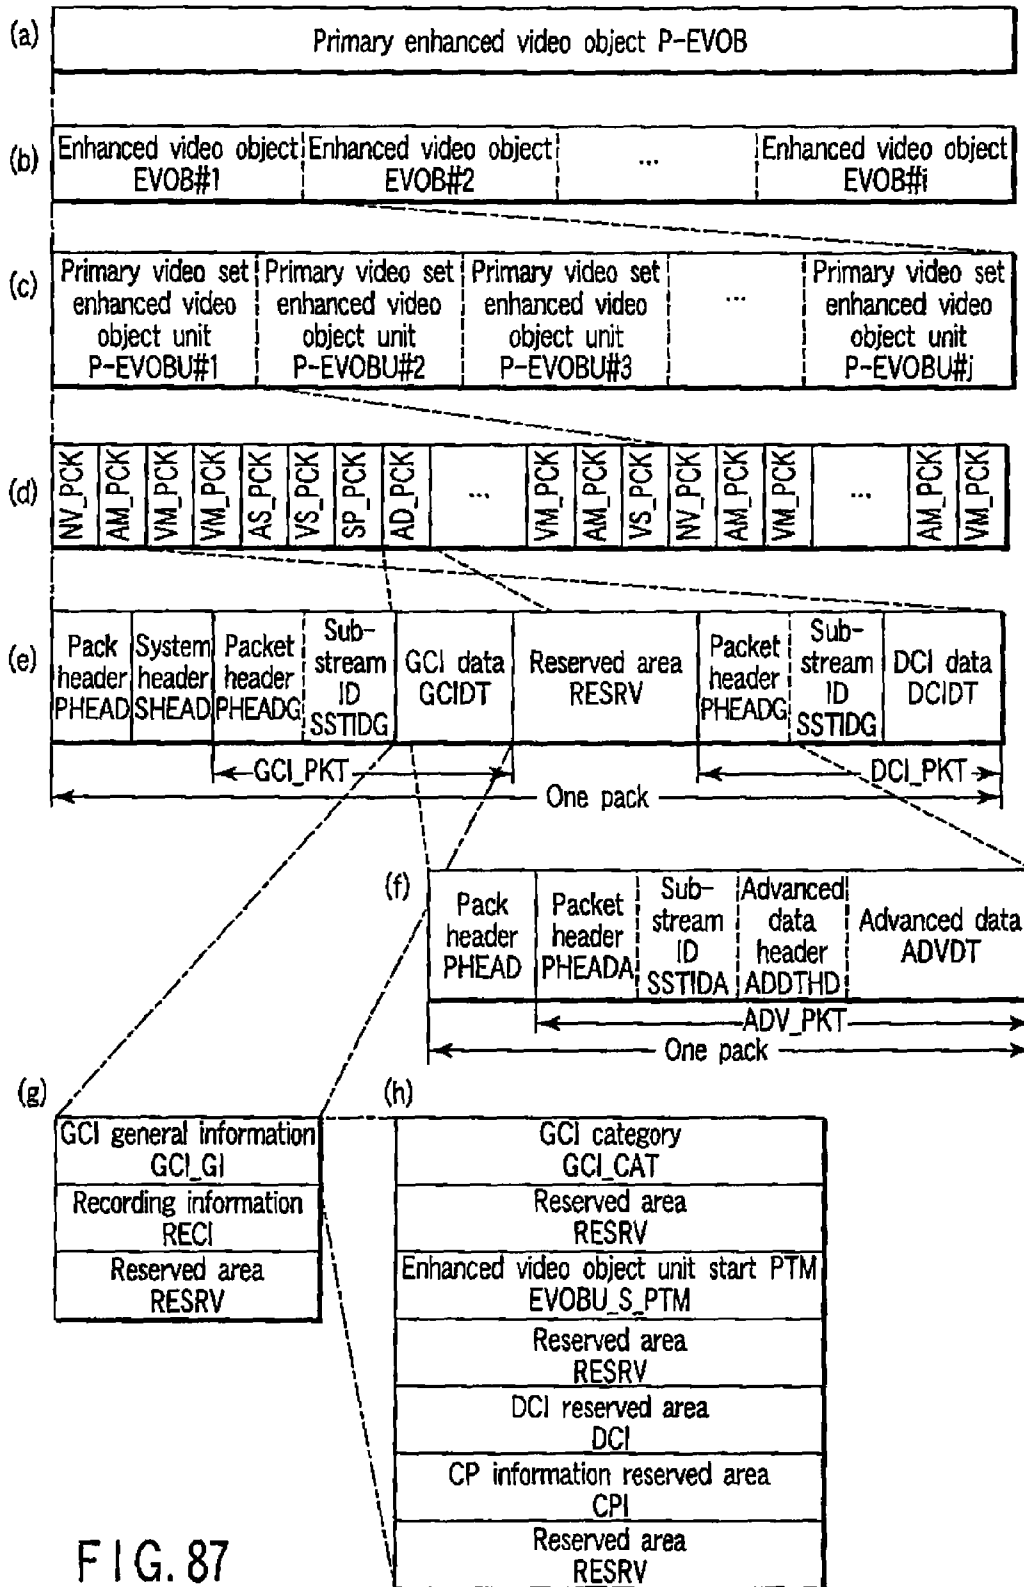 (a)
Primary enhanced video object P-EVOB
(b)
Enhanced video object
EVOB#1
Enhanced video object
EVOB#2
...
Enhanced video object
EVOB#i
(c)
Primary video set
enhanced video
object unit
P-EVOBU#1
Primary video set
enhanced video
object unit
P-EVOBU#2
Primary video set
enhanced video
object unit
P-EVOBU#3
...
Primary video set
enhanced video
object unit
P-EVOBU#j
(d)
NV_PCK
AM_PCK
VM_PCK
VM_PCK
AS_PCK
VS_PCK
SP_PCK
AD_PCK
...
VM_PCK
AM_PCK
VS_PCK
NV_PCK
AM_PCK
VM_PCK
...
AM_PCK
VM_PCK
(e)
Pack
header
PHEAD
System
header
SHEAD
Packet
header
PHEADG
Sub-
stream
ID
SSTIDG
GCI data
GCIDT
Reserved area
RESRV
Packet
header
PHEADG
Sub-
stream
ID
SSTIDG
DCI data
DCIDT
GCI_PKT
DCI_PKT
One pack
(f)
Pack
header
PHEAD
Packet
header
PHEADA
Sub-
stream
ID
SSTIDA
Advanced
data
header
ADDTHD
Advanced data
ADVDT
ADV_PKT
One pack
(g)
GCI general information
GCI_GI
Recording information
RECI
Reserved area
RESRV
(h)
GCI category
GCI_CAT
Reserved area
RESRV
Enhanced video object unit start PTM
EVOBU_S_PTM
Reserved area
RESRV
DCI reserved area
DCI
CP information reserved area
CPI
Reserved area
RESRV
FIG. 87